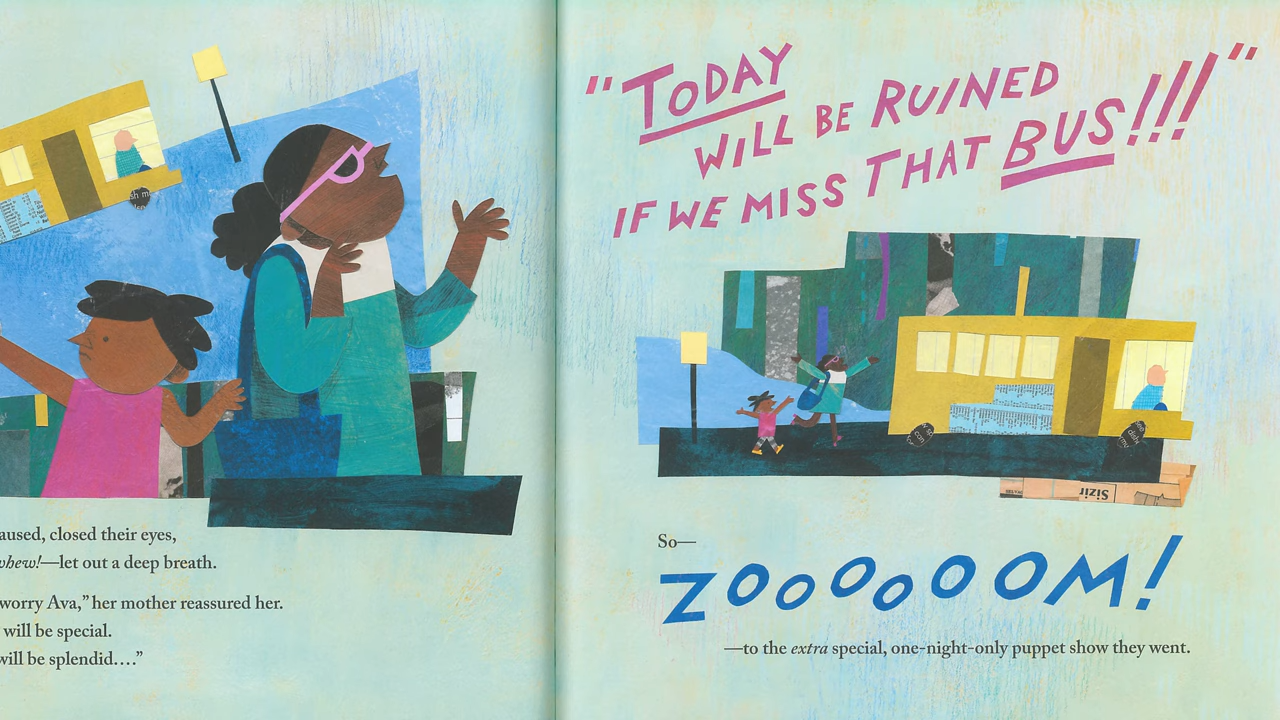 aused, closed their eyes,
whew!—let out a deep breath.
worry Ava,” her mother reassured her.
will be special.
will be splendid....”
“TODAY
WILL BE RUINED
IF WE MISS THAT BUS!!!”
Sizir
So—
ZOOOOOOM!
—to the extra special, one-night-only puppet show they went.